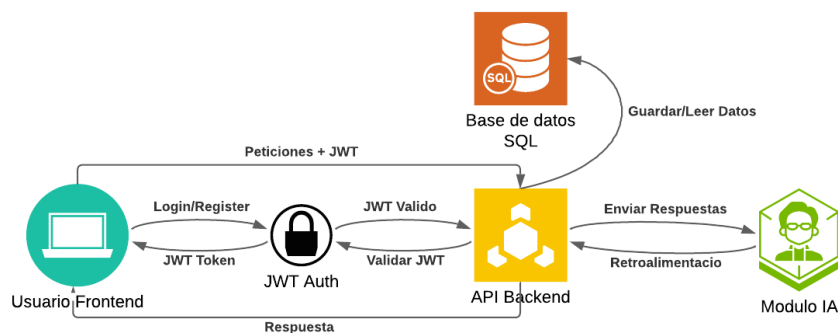 SQL
Base de datos
SQL
Guardar/Leer Datos
Peticiones + JWT
Login/Register
JWT Valido
Enviar Respuestas
JWT Token
Validar JWT
Retroalimentacio
JWT Auth
Usuario Frontend
API Backend
Modulo IA
Respuesta